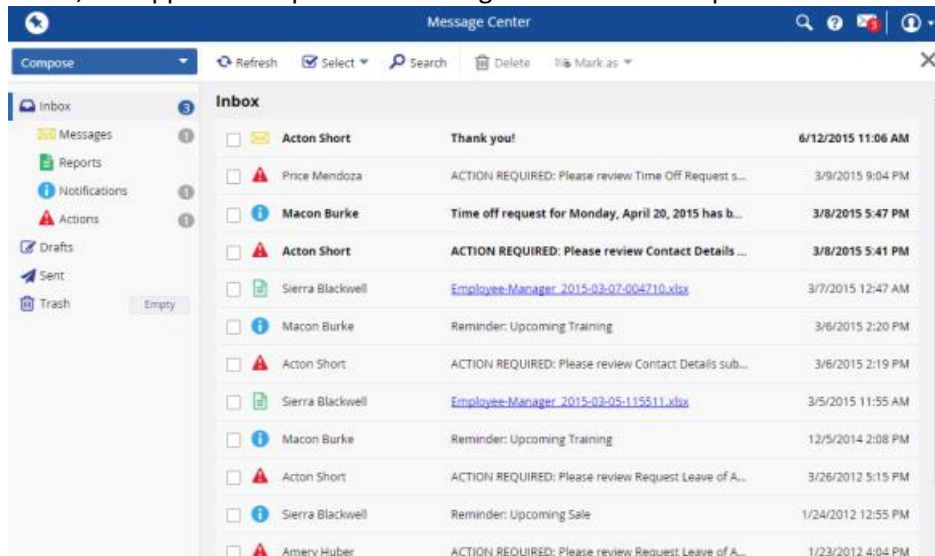 Message Center
3
Compose
Refresh Select Search Delete Mark as
Inbox 3
Messages 1
Reports
Notifications 1
Actions 1
Drafts
Sent
Trash Empty
Inbox
Acton Short Thank you! 6/12/2015 11:06 AM
Price Mendoza ACTION REQUIRED: Please review Time Off Request s... 3/9/2015 9:04 PM
Macon Burke Time off request for Monday, April 20, 2015 has b... 3/8/2015 5:47 PM
Acton Short ACTION REQUIRED: Please review Contact Details ... 3/8/2015 5:41 PM
Sierra Blackwell Employee-Manager_2015-03-07-004710.xlsx 3/7/2015 12:47 AM
Macon Burke Reminder: Upcoming Training 3/6/2015 2:20 PM
Acton Short ACTION REQUIRED: Please review Contact Details sub... 3/6/2015 2:19 PM
Sierra Blackwell Employee-Manager_2015-03-05-115511.xlsx 3/5/2015 11:55 AM
Macon Burke Reminder: Upcoming Training 12/5/2014 2:08 PM
Acton Short ACTION REQUIRED: Please review Request Leave of A... 3/26/2012 5:15 PM
Sierra Blackwell Reminder: Upcoming Sale 1/24/2012 12:55 PM
Amery Huber ACTION REQUIRED: Please review Request Leave of A... 1/23/2012 4:04 PM